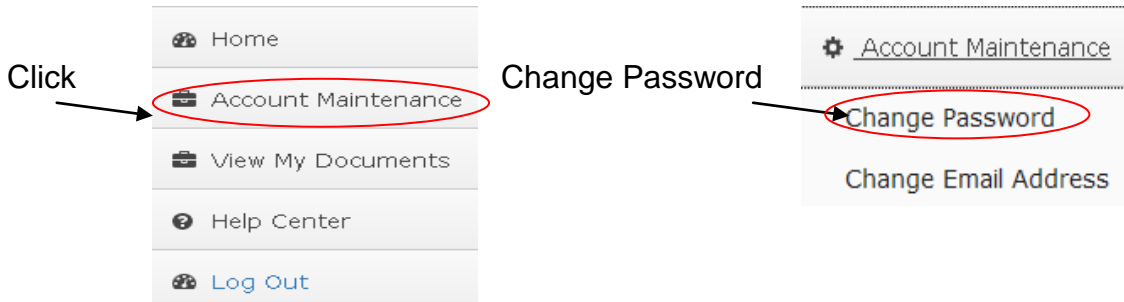 Click
Home
Account Maintenance
View My Documents
Help Center
Log Out
Change Password
Account Maintenance
Change Password
Change Email Address